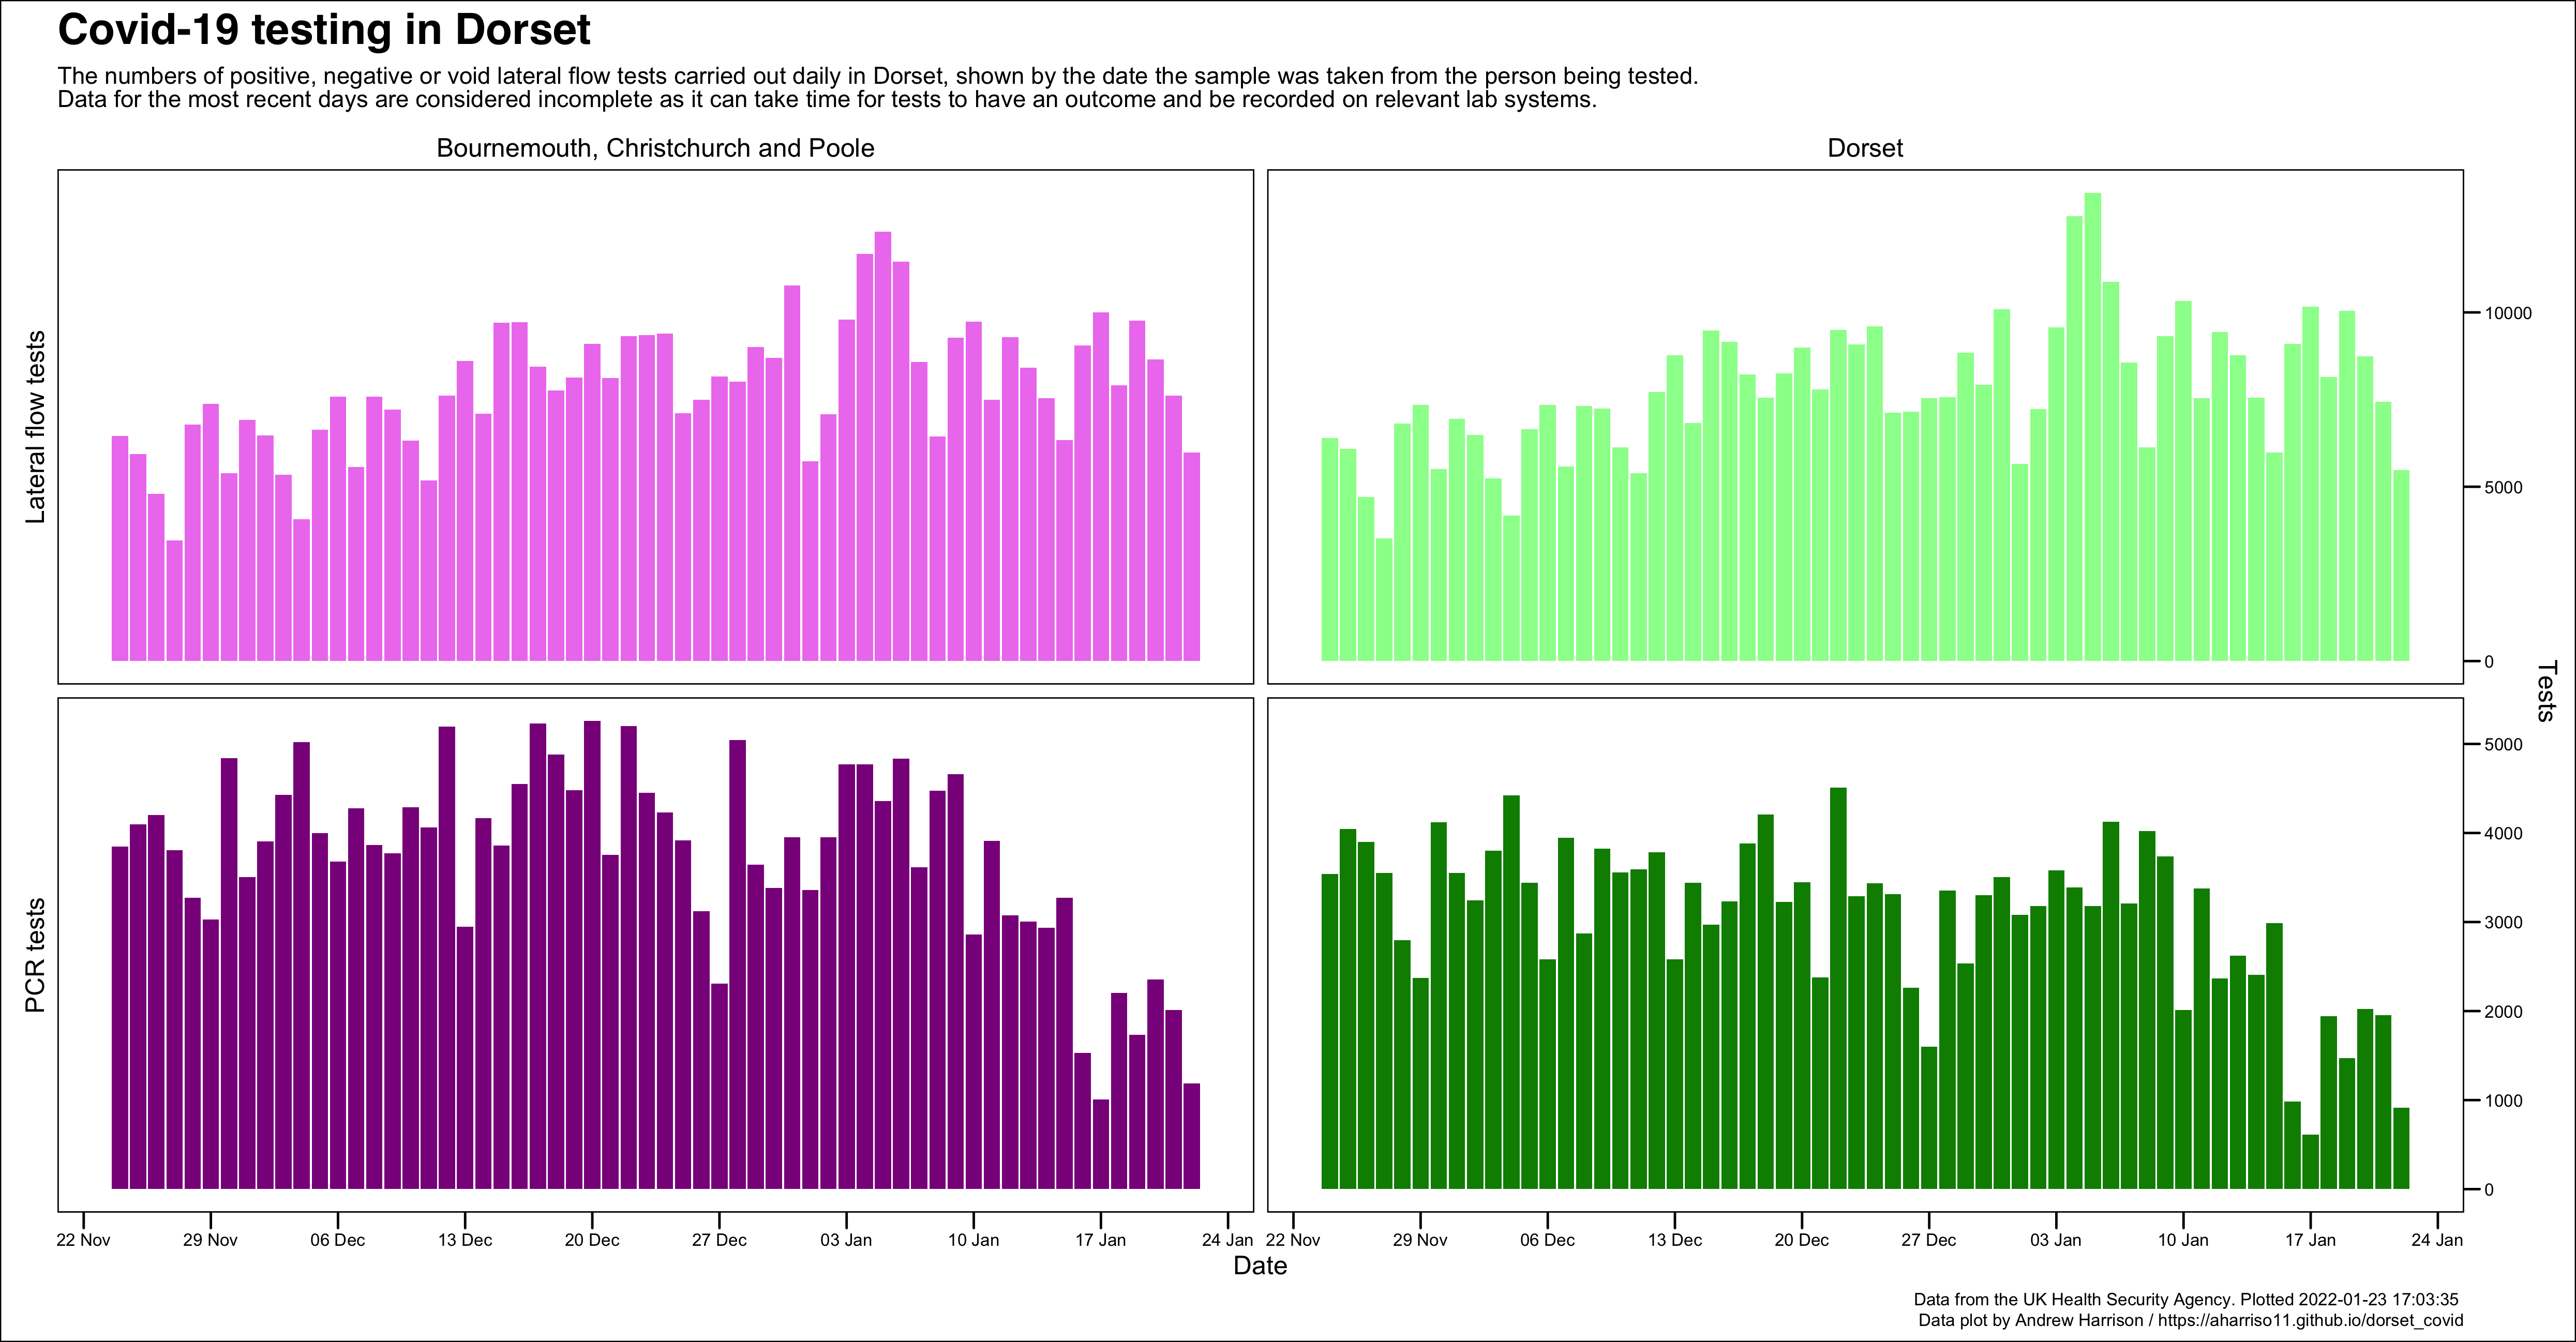 Covid-19 testing in Dorset
The numbers of positive, negative or void lateral flow tests carried out daily in Dorset, shown by the date the sample was taken from the person being tested.
Data for the most recent days are considered incomplete as it can take time for tests to have an outcome and be recorded on relevant lab systems.
Bournemouth, Christchurch and Poole
Dorset
Lateral flow tests
10000
5000
0
Tests
PCR tests
5000
4000
3000
2000
1000
0
22 Nov 29 Nov 06 Dec 13 Dec 20 Dec 27 Dec 03 Jan 10 Jan 17 Jan 24 Jan
22 Nov 29 Nov 06 Dec 13 Dec 20 Dec 27 Dec 03 Jan 10 Jan 17 Jan 24 Jan
Date
Data from the UK Health Security Agency. Plotted 2022-01-23 17:03:35
Data plot by Andrew Harrison / https://aharriso11.github.io/dorset_covid